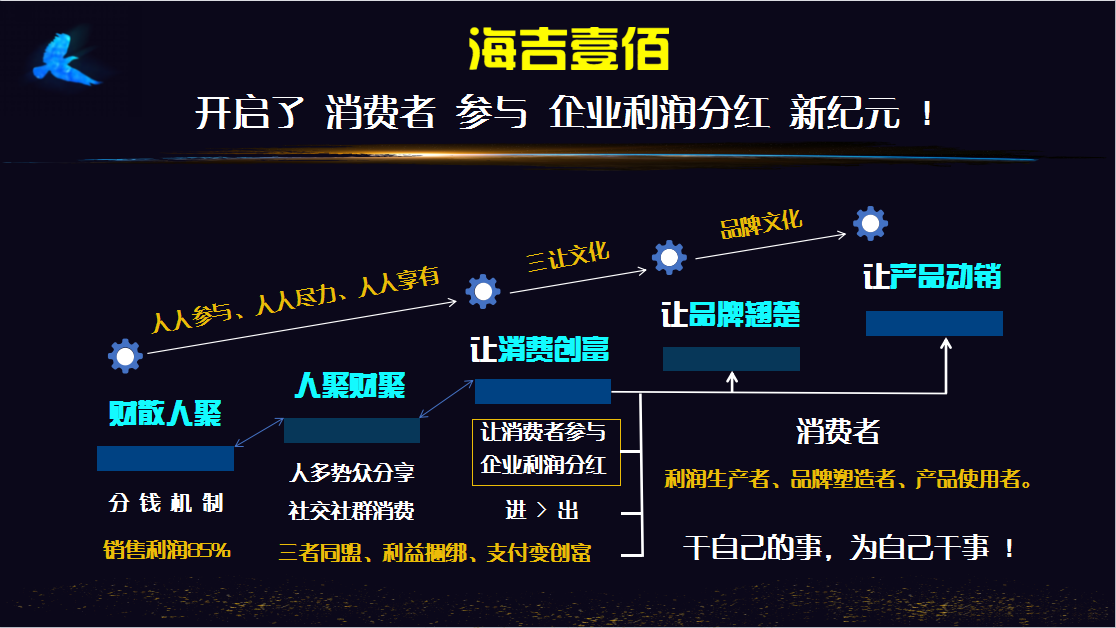 海吉壹佰
开启了 消费者 参与 企业利润分红 新纪元 !
人人参与、人人尽力、人人享有
三让文化
品牌文化
财散人聚
人聚财聚
让消费创富
让品牌翘楚
让产品动销
分 钱 机 制
销售利润85%
人多势众分享
社交社群消费
三者同盟、利益捆绑、支付变创富
让消费者参与
企业利润分红
进 > 出
消费者
利润生产者、品牌塑造者、产品使用者。
干自己的事, 为自己干事 !